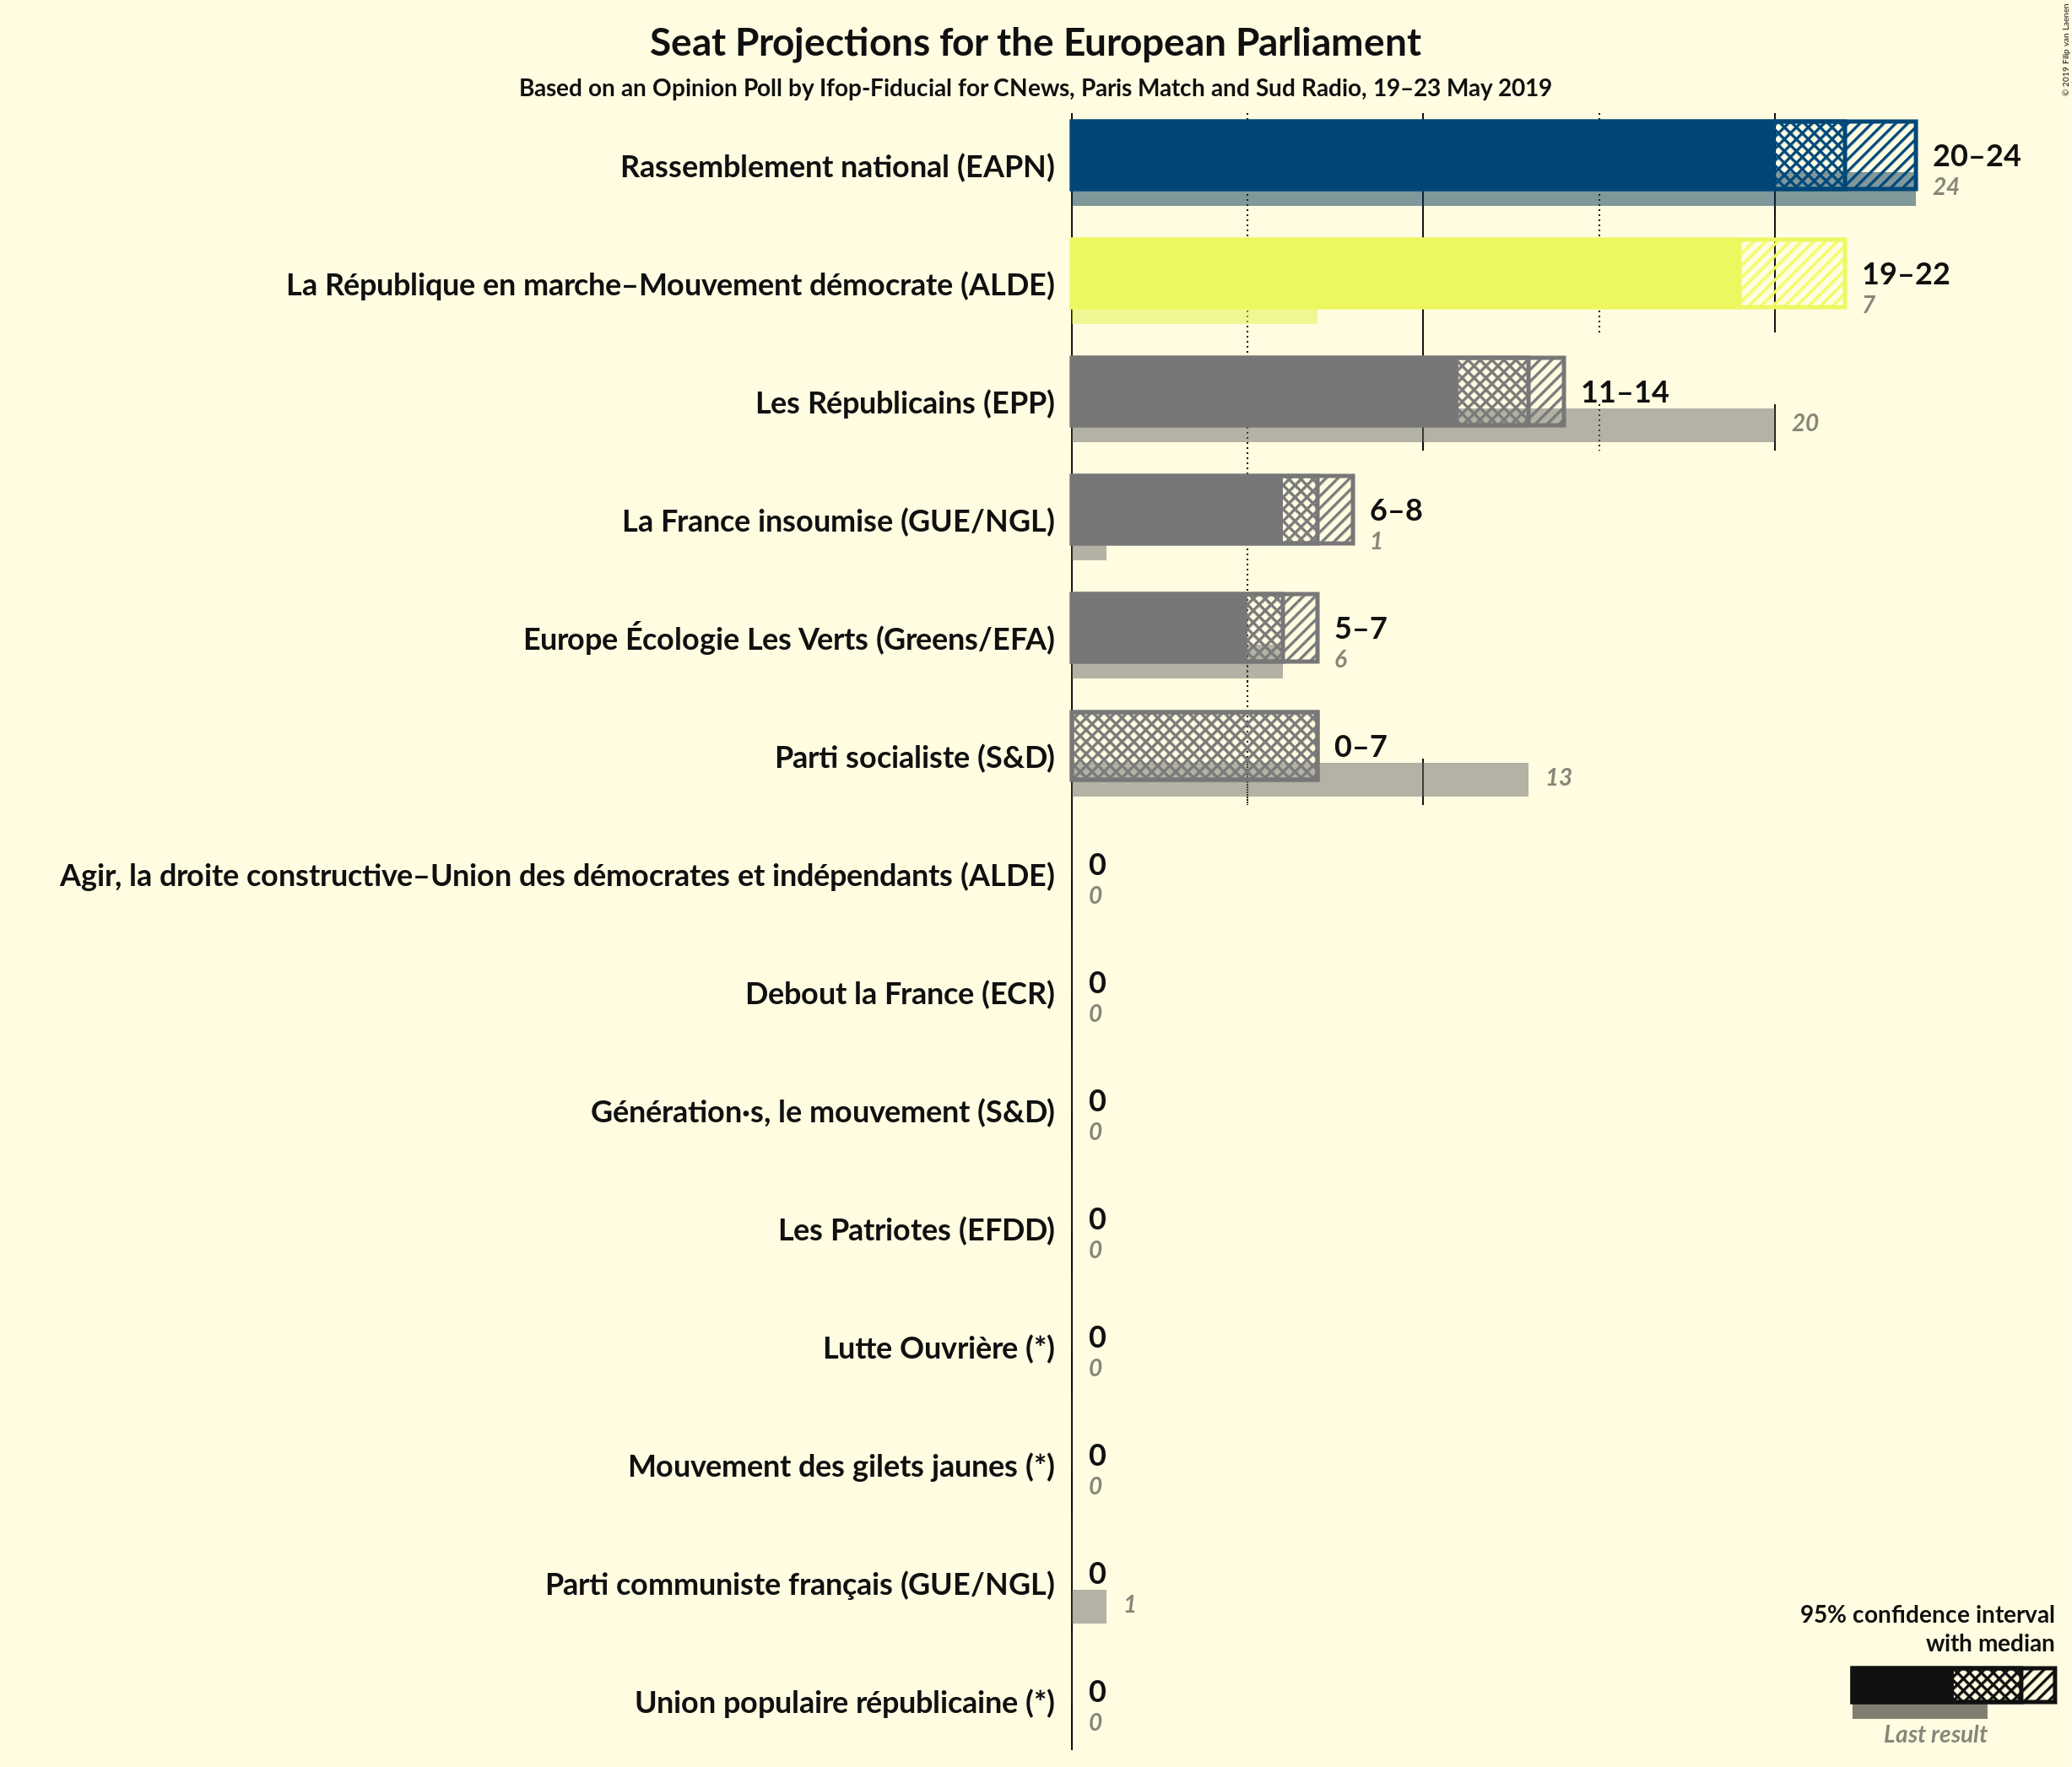 Seat Projections for the European Parliament
Based on an Opinion Poll by Ifop-Fiducial for CNews, Paris Match and Sud Radio, 19–23 May 2019
© 2019 Filip van Laenen
Rassemblement national (EAPN)
20–24
24
La République en marche–Mouvement démocrate (ALDE)
19–22
7
Les Républicains (EPP)
11–14
20
La France insoumise (GUE/NGL)
6–8
1
Europe Écologie Les Verts (Greens/EFA)
5–7
6
Parti socialiste (S&D)
0–7
13
Agir, la droite constructive–Union des démocrates et indépendants (ALDE)
0
0
Debout la France (ECR)
0
0
Génération·s, le mouvement (S&D)
0
0
Les Patriotes (EFDD)
0
0
Lutte Ouvrière (*)
0
0
Mouvement des gilets jaunes (*)
0
0
Parti communiste français (GUE/NGL)
0
1
Union populaire républicaine (*)
0
0
95% confidence interval
with median
Last result